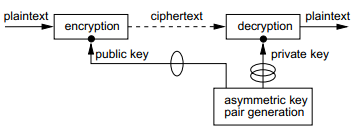 plaintext
encryption
ciphertext
decryption
plaintext
public key
private key
asymmetric key
pair generation